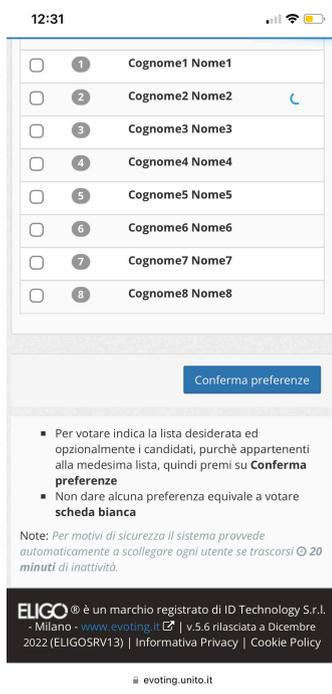 12:31
1 Cognome1 Nome1
2 Cognome2 Nome2
3 Cognome3 Nome3
4 Cognome4 Nome4
5 Cognome5 Nome5
6 Cognome6 Nome6
7 Cognome7 Nome7
8 Cognome8 Nome8
Conferma preferenze
Per votare indica la lista desiderata ed
opzionalmente i candidati, purchè appartenenti
alla medesima lista, quindi premi su Conferma
preferenze
Non dare alcuna preferenza equivale a votare
scheda bianca
Note: Per motivi di sicurezza il sistema provvede
automaticamente a scollegare ogni utente se trascorsi 20
minuti di inattività.
ELIGO ® è un marchio registrato di ID Technology S.r.l.
- Milano - www.evoting.it | v.5.6 rilasciata a Dicembre
2022 (ELIGOSRV13) | Informativa Privacy | Cookie Policy
evoting.unito.it